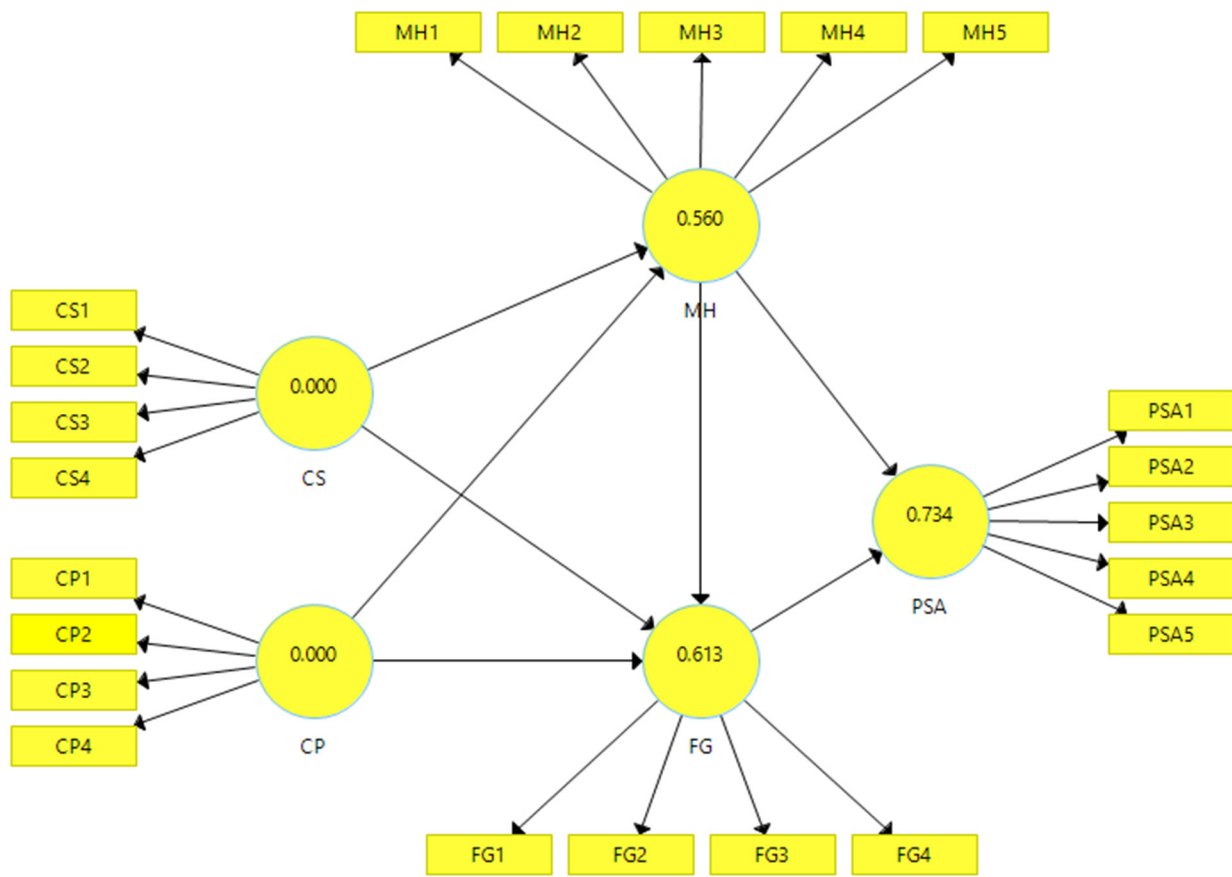 MH1 MH2 MH3 MH4 MH5
0.560
MH
CS1
CS2
CS3
CS4
0.000
CS
PSA1
PSA2
PSA3
PSA4
PSA5
0.734
PSA
CP1
CP2
CP3
CP4
0.000
CP
0.613
FG
FG1 FG2 FG3 FG4